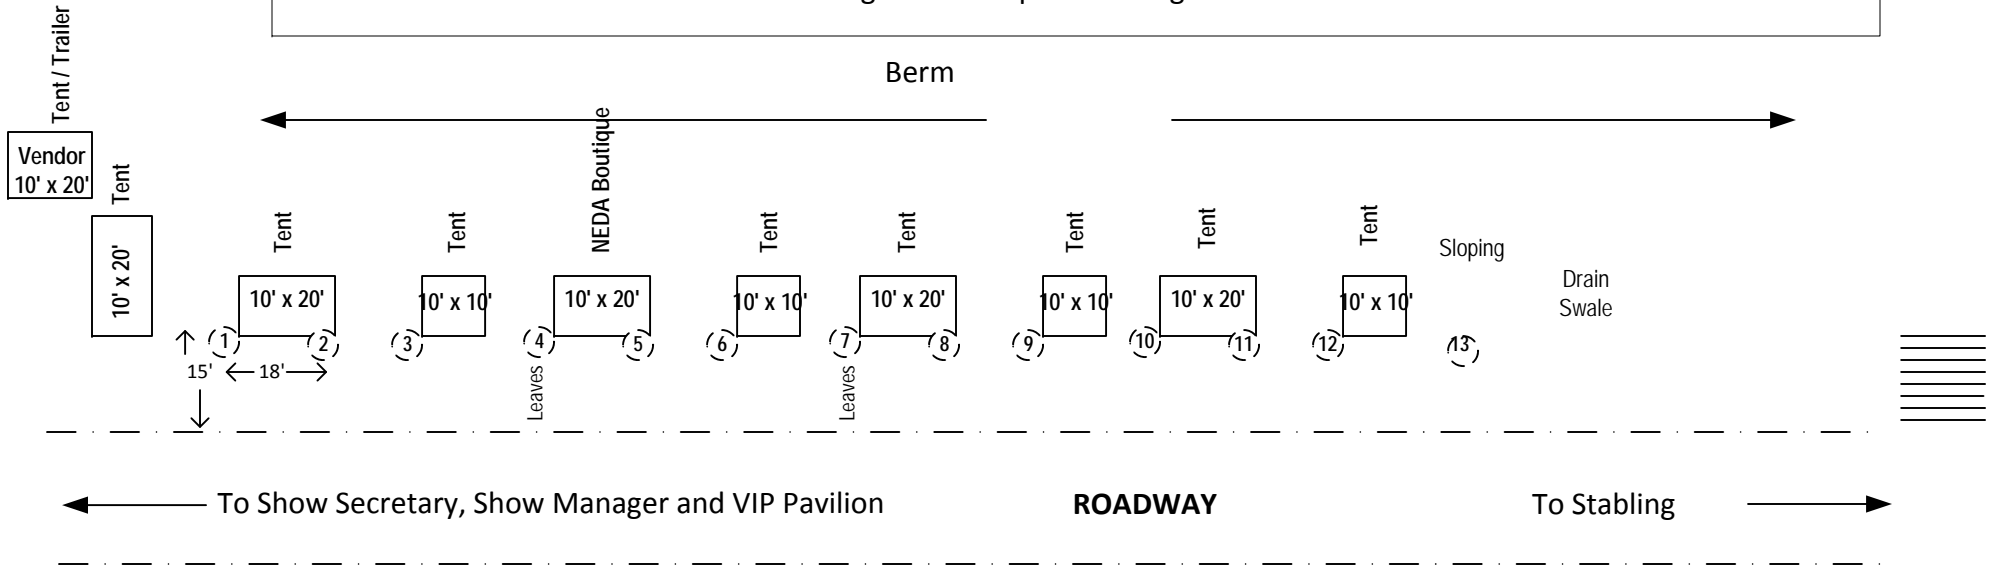 Berm
Tent / Trailer
Vendor
10' x 20'
Tent
10' x 20'
Tent
10' x 20'
Tent
10' x 10'
NEDA Boutique
10' x 20'
Tent
10' x 10'
Tent
10' x 20'
Tent
10' x 10'
Tent
10' x 20'
Tent
10' x 10'
Sloping
Drain
Swale
1
2
3
4
5
6
7
8
9
10
11
12
13
15'
18'
Leaves
Leaves
To Show Secretary, Show Manager and VIP Pavilion
ROADWAY
To Stabling